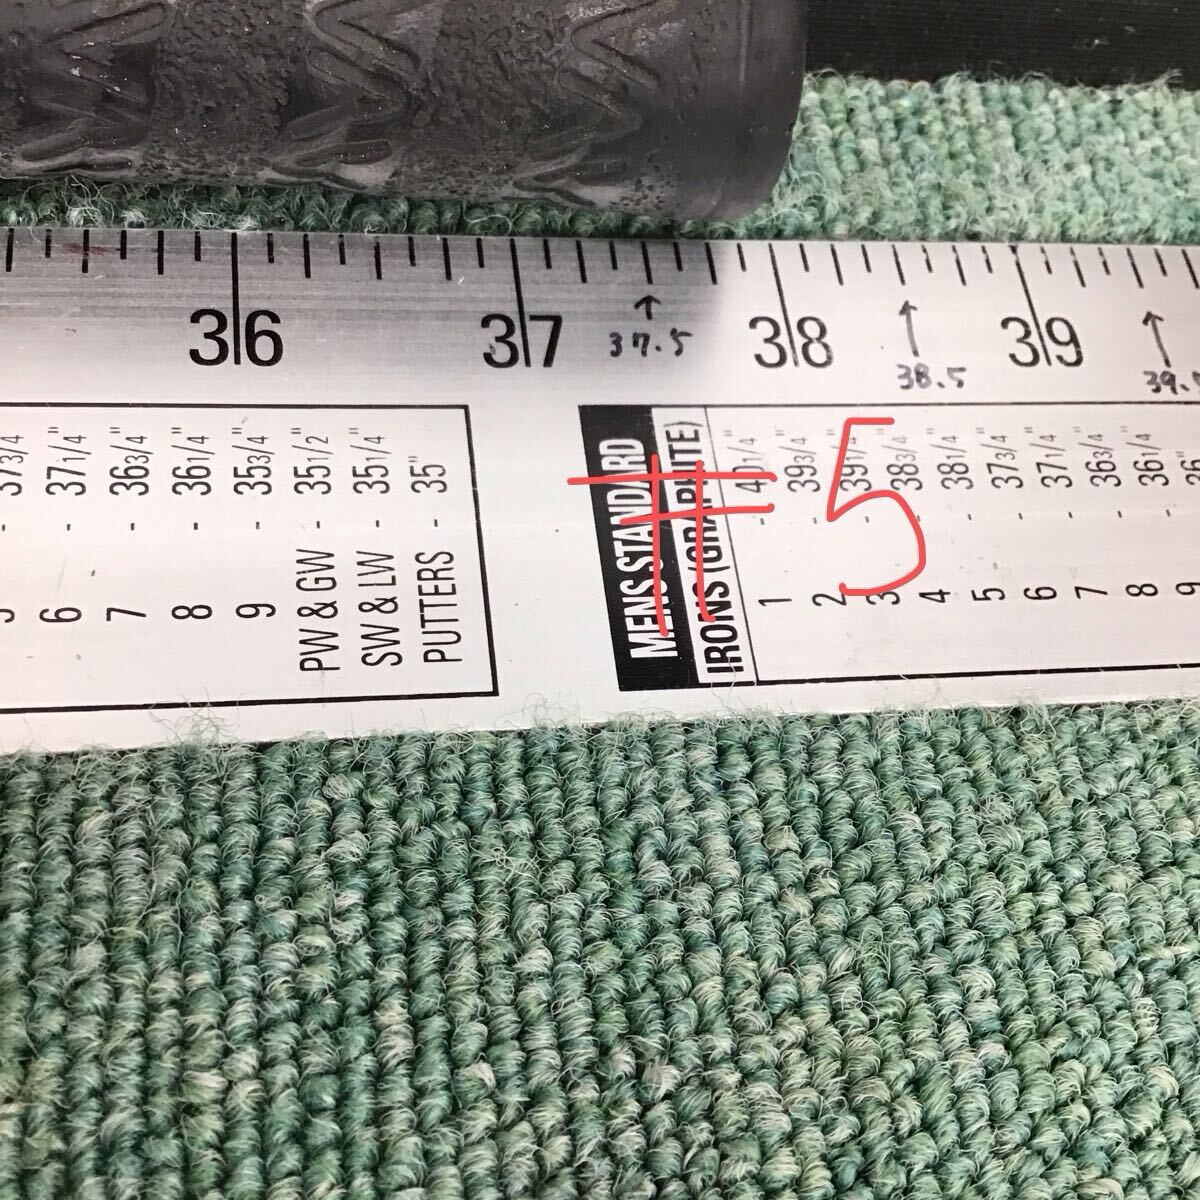 36 37 38 39
37.5
38.5
37 3/4"
6 - 37 1/4"
7 - 36 3/4"
8 - 36 1/4"
9 - 35 3/4"
PW & GW - 35 1/2"
SW & LW - 35 1/4"
PUTTERS - 35"
MENS STANDARD
IRONS (GRAPHITE)
1 - 40 1/4"
2 - 39 3/4"
3 - 39 1/4"
4 - 38 3/4"
5 - 38 1/4"
6 - 37 3/4"
7 - 37 1/4"
8 - 36 3/4"
9 - 36 1/4"
#5